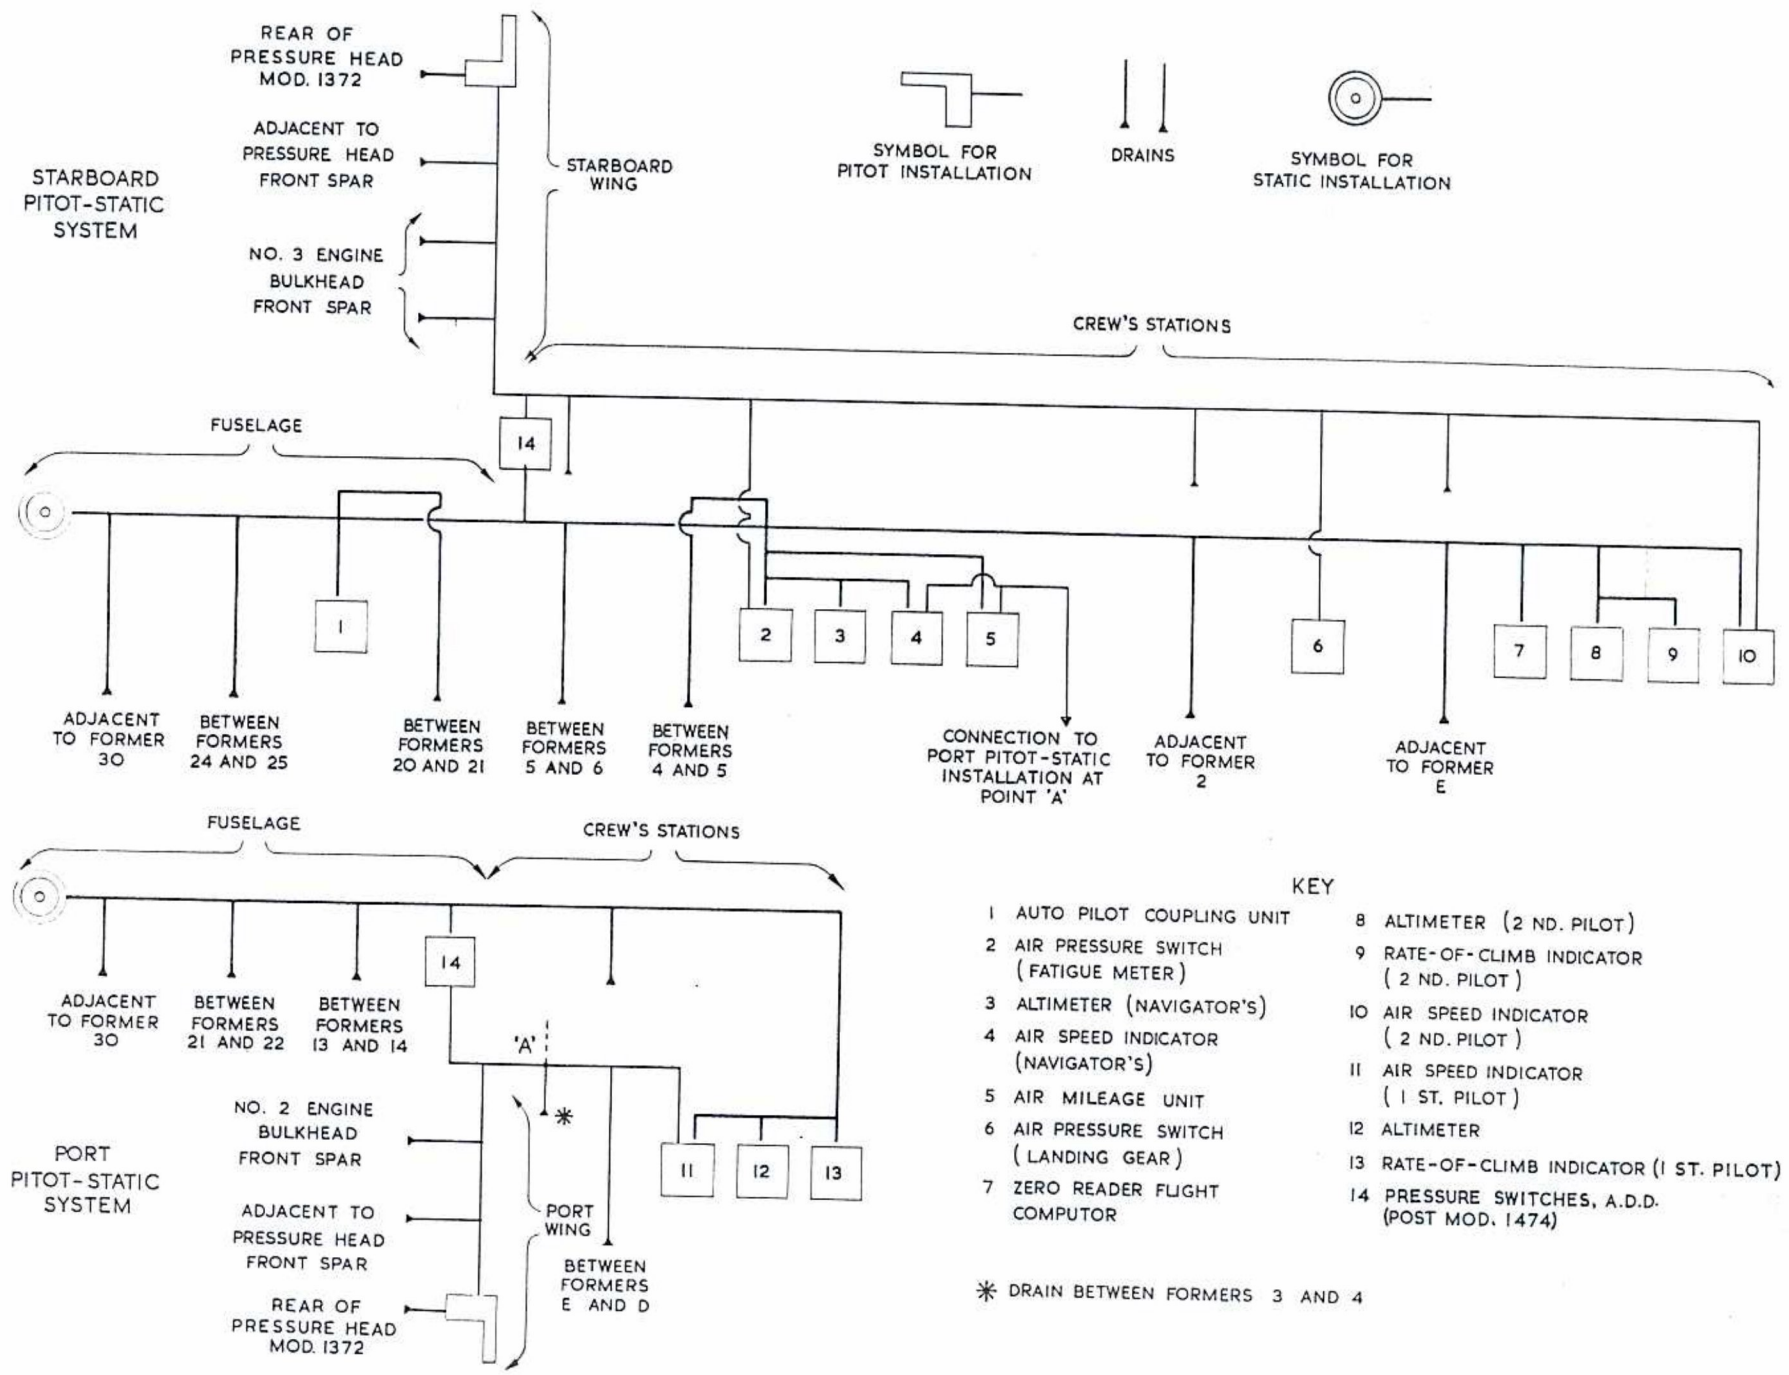 REAR OF
PRESSURE HEAD
MOD. 1372
ADJACENT TO
PRESSURE HEAD
FRONT SPAR
STARBOARD
PITOT-STATIC
SYSTEM
NO. 3 ENGINE
BULKHEAD
FRONT SPAR
STARBOARD
WING
SYMBOL FOR
PITOT INSTALLATION
DRAINS
SYMBOL FOR
STATIC INSTALLATION
CREW'S STATIONS
FUSELAGE
14
1
2
3
4
5
6
7
8
9
10
ADJACENT
TO FORMER
30
BETWEEN
FORMERS
24 AND 25
BETWEEN
FORMERS
20 AND 21
BETWEEN
FORMERS
5 AND 6
BETWEEN
FORMERS
4 AND 5
CONNECTION TO
PORT PITOT-STATIC
INSTALLATION AT
POINT 'A'
ADJACENT
TO FORMER
2
ADJACENT
TO FORMER
E
FUSELAGE
CREW'S STATIONS
14
ADJACENT
TO FORMER
30
BETWEEN
FORMERS
21 AND 22
BETWEEN
FORMERS
13 AND 14
'A'
NO. 2 ENGINE
BULKHEAD
FRONT SPAR
PORT
PITOT-STATIC
SYSTEM
ADJACENT TO
PRESSURE HEAD
FRONT SPAR
REAR OF
PRESSURE HEAD
MOD. 1372
PORT
WING
BETWEEN
FORMERS
E AND D
11
12
13
KEY
1 AUTO PILOT COUPLING UNIT
2 AIR PRESSURE SWITCH
(FATIGUE METER)
3 ALTIMETER (NAVIGATOR'S)
4 AIR SPEED INDICATOR
(NAVIGATOR'S)
5 AIR MILEAGE UNIT
6 AIR PRESSURE SWITCH
(LANDING GEAR)
7 ZERO READER FLIGHT
COMPUTOR
8 ALTIMETER (2 ND. PILOT)
9 RATE-OF-CLIMB INDICATOR
(2 ND. PILOT)
10 AIR SPEED INDICATOR
(2 ND. PILOT)
11 AIR SPEED INDICATOR
(1 ST. PILOT)
12 ALTIMETER
13 RATE-OF-CLIMB INDICATOR (1 ST. PILOT)
14 PRESSURE SWITCHES, A.D.D.
(POST MOD. 1474)
* DRAIN BETWEEN FORMERS 3 AND 4